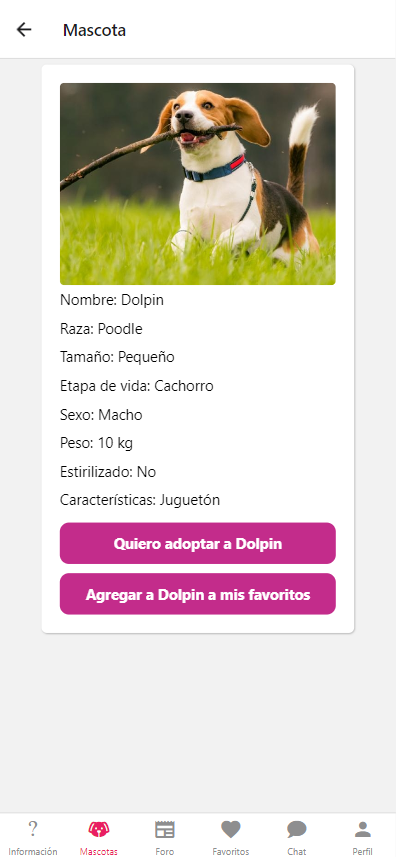 Mascota
Nombre: Dolpin
Raza: Poodle
Tamaño: Pequeño
Etapa de vida: Cachorro
Sexo: Macho
Peso: 10 kg
Estirilizado: No
Características: Juguetón
Quiero adoptar a Dolpin
Agregar a Dolpin a mis favoritos
Información Mascotas Foro Favoritos Chat Perfil